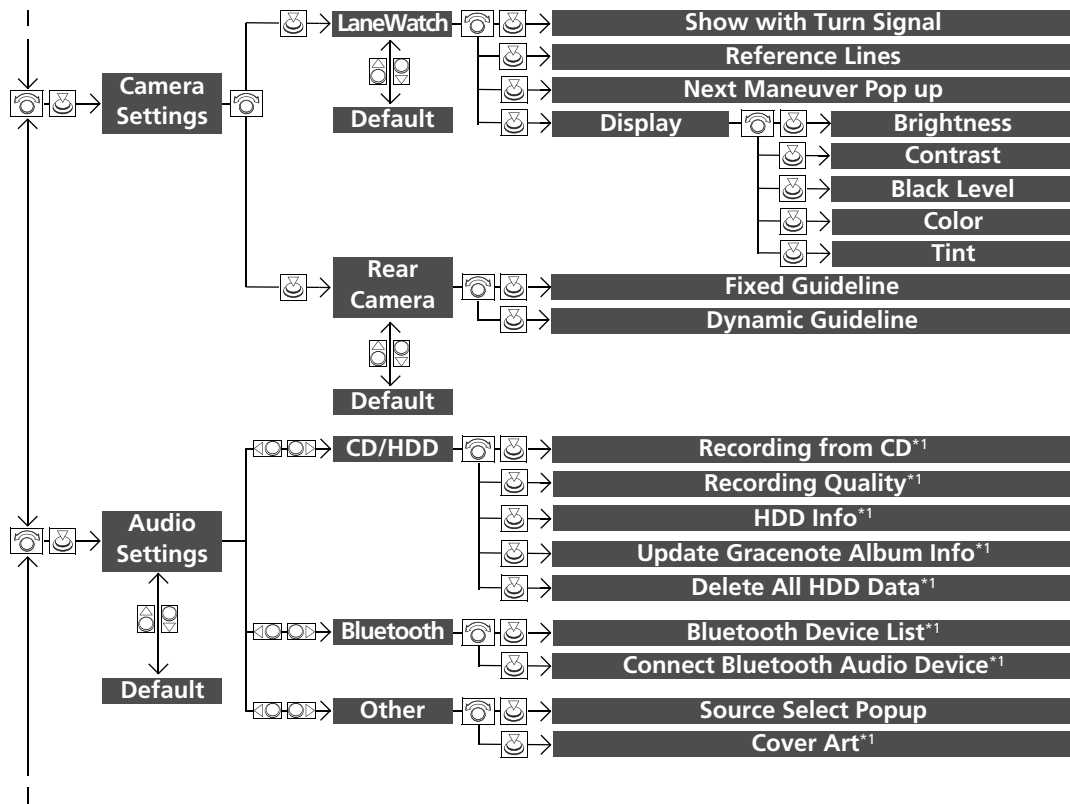 LaneWatch
Show with Turn Signal
Reference Lines
Camera
Settings
Next Maneuver Pop up
Default
Display
Brightness
Contrast
Black Level
Color
Tint
Rear
Camera
Fixed Guideline
Dynamic Guideline
Default
CD/HDD
Recording from CD*1
Recording Quality*1
Audio
Settings
HDD Info*1
Update Gracenote Album Info*1
Delete All HDD Data*1
Bluetooth
Bluetooth Device List*1
Connect Bluetooth Audio Device*1
Default
Other
Source Select Popup
Cover Art*1